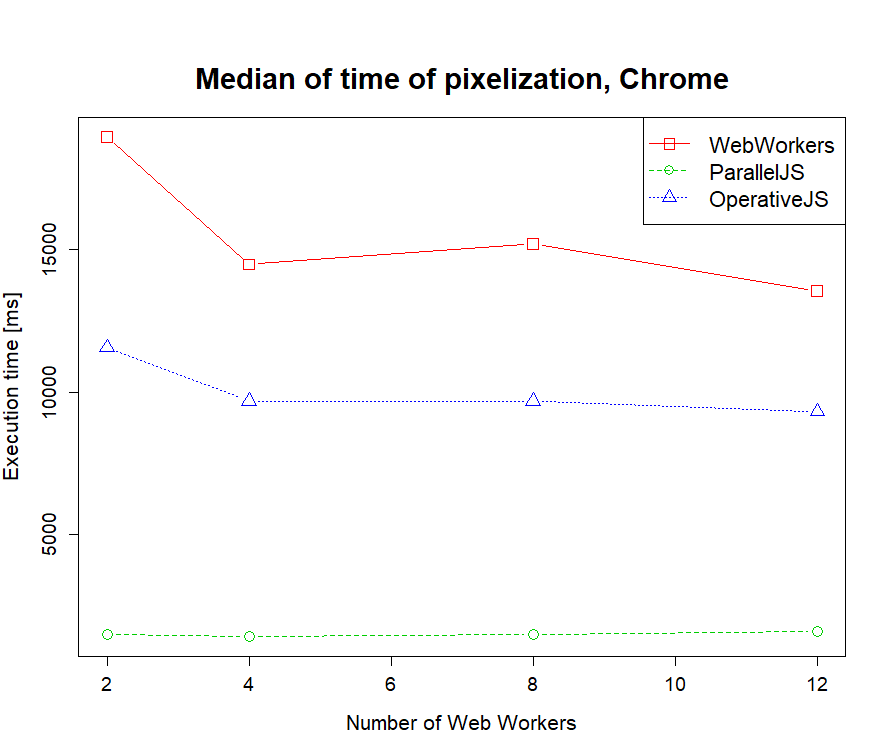 Median of time of pixelization, Chrome
WebWorkers
ParallelJS
OperativeJS
Execution time [ms]
15000
10000
5000
2 4 6 8 10 12
Number of Web Workers